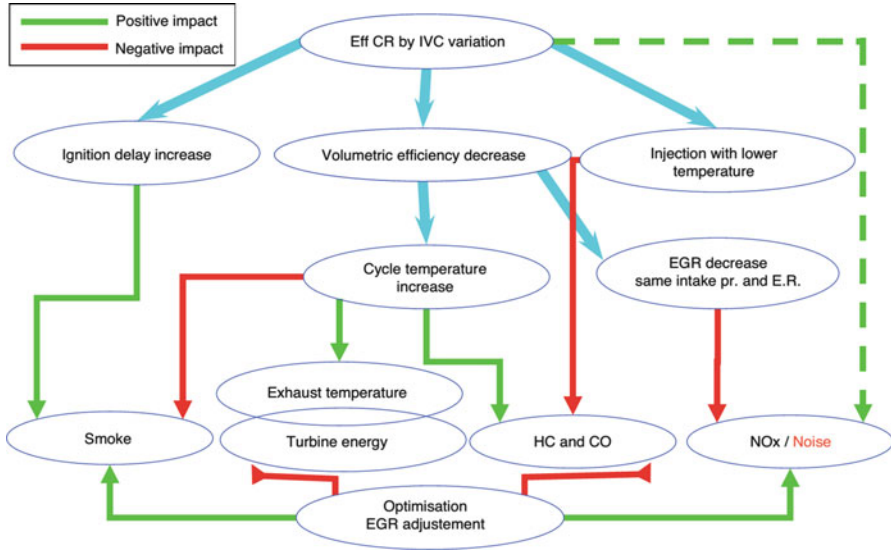 Positive impact
Negative impact
Eff CR by IVC variation
Ignition delay increase
Volumetric efficiency decrease
Injection with lower
temperature
Cycle temperature
increase
EGR decrease
same intake pr. and E.R.
Exhaust temperature
Smoke
Turbine energy
HC and CO
NOx / Noise
Optimisation
EGR adjustement